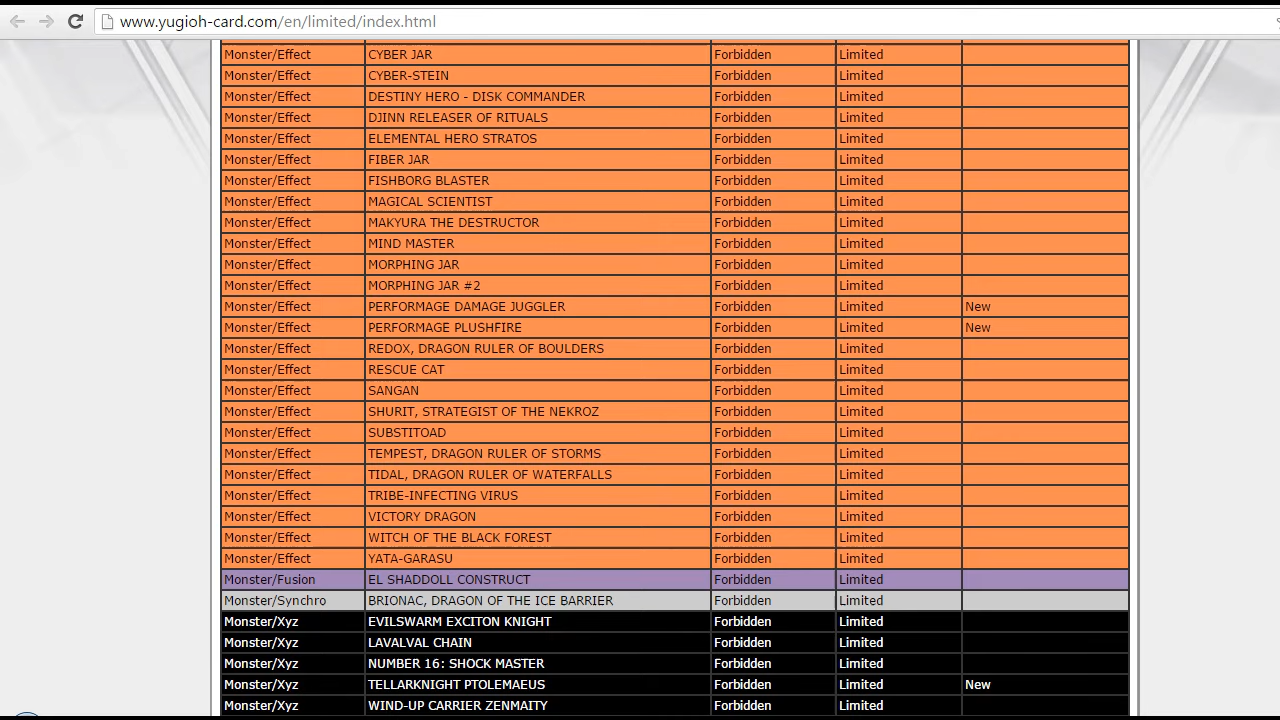 www.yugioh-card.com/en/limited/index.html
Monster/Effect CYBER JAR Forbidden Limited
Monster/Effect CYBER-STEIN Forbidden Limited
Monster/Effect DESTINY HERO - DISK COMMANDER Forbidden Limited
Monster/Effect DJINN RELEASER OF RITUALS Forbidden Limited
Monster/Effect ELEMENTAL HERO STRATOS Forbidden Limited
Monster/Effect FIBER JAR Forbidden Limited
Monster/Effect FISHBORG BLASTER Forbidden Limited
Monster/Effect MAGICAL SCIENTIST Forbidden Limited
Monster/Effect MAKYURA THE DESTRUCTOR Forbidden Limited
Monster/Effect MIND MASTER Forbidden Limited
Monster/Effect MORPHING JAR Forbidden Limited
Monster/Effect MORPHING JAR #2 Forbidden Limited
Monster/Effect PERFORMAGE DAMAGE JUGGLER Forbidden Limited New
Monster/Effect PERFORMAGE PLUSHFIRE Forbidden Limited New
Monster/Effect REDOX, DRAGON RULER OF BOULDERS Forbidden Limited
Monster/Effect RESCUE CAT Forbidden Limited
Monster/Effect SANGAN Forbidden Limited
Monster/Effect SHURIT, STRATEGIST OF THE NEKROZ Forbidden Limited
Monster/Effect SUBSTITOAD Forbidden Limited
Monster/Effect TEMPEST, DRAGON RULER OF STORMS Forbidden Limited
Monster/Effect TIDAL, DRAGON RULER OF WATERFALLS Forbidden Limited
Monster/Effect TRIBE-INFECTING VIRUS Forbidden Limited
Monster/Effect VICTORY DRAGON Forbidden Limited
Monster/Effect WITCH OF THE BLACK FOREST Forbidden Limited
Monster/Effect YATA-GARASU Forbidden Limited
Monster/Fusion EL SHADDOLL CONSTRUCT Forbidden Limited
Monster/Synchro BRIONAC, DRAGON OF THE ICE BARRIER Forbidden Limited
Monster/Xyz EVILSWARM EXCITON KNIGHT Forbidden Limited
Monster/Xyz LAVALVAL CHAIN Forbidden Limited
Monster/Xyz NUMBER 16: SHOCK MASTER Forbidden Limited
Monster/Xyz TELLARKNIGHT PTOLEMAEUS Forbidden Limited New
Monster/Xyz WIND-UP CARRIER ZENMAITY Forbidden Limited